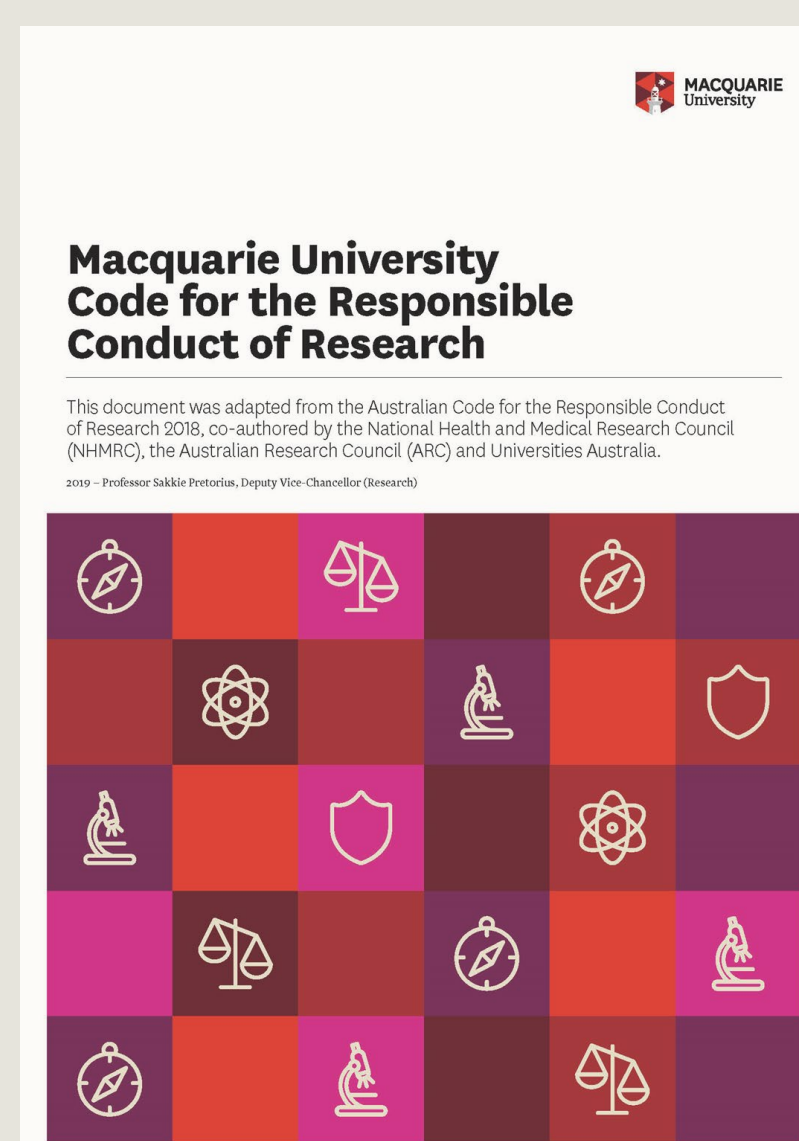 MACQUARIE
University
Macquarie University
Code for the Responsible
Conduct of Research
This document was adapted from the Australian Code for the Responsible Conduct
of Research 2018, co-authored by the National Health and Medical Research Council
(NHMRC), the Australian Research Council (ARC) and Universities Australia.
2019 – Professor Sakkie Pretorius, Deputy Vice-Chancellor (Research)